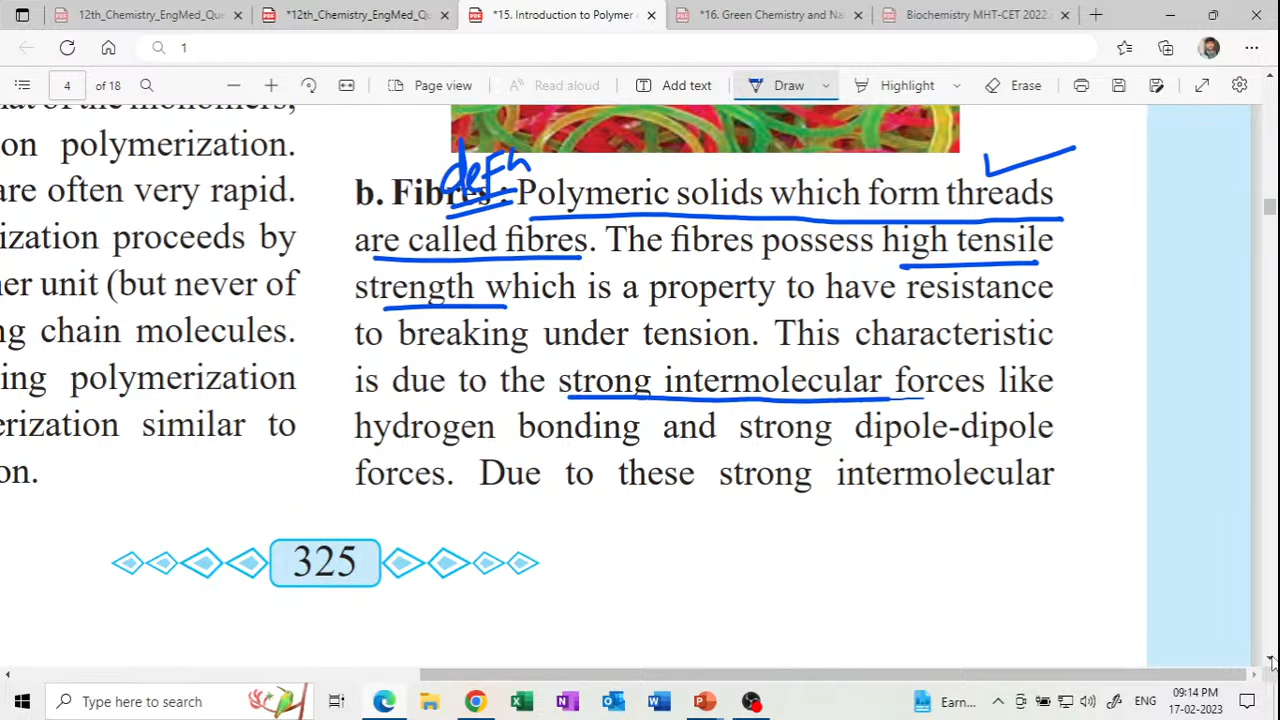 12th_Chemistry_EngMed_Que
*12th_Chemistry_EngMed_Qu
*15. Introduction to Polymer
*16. Green Chemistry and Na
Biochemistry MHT-CET 2022.
1
4 of 18
Page view
Read aloud
Add text
Draw
Highlight
Erase
on polymerization.
are often very rapid.
ization proceeds by
er unit (but never of
ng chain molecules.
ing polymerization
erization similar to
on.
defn
b. Fibres : Polymeric solids which form threads
are called fibres. The fibres possess high tensile
strength which is a property to have resistance
to breaking under tension. This characteristic
is due to the strong intermolecular forces like
hydrogen bonding and strong dipole-dipole
forces. Due to these strong intermolecular
325
Type here to search
Earn...
ENG
09:14 PM
17-02-2023